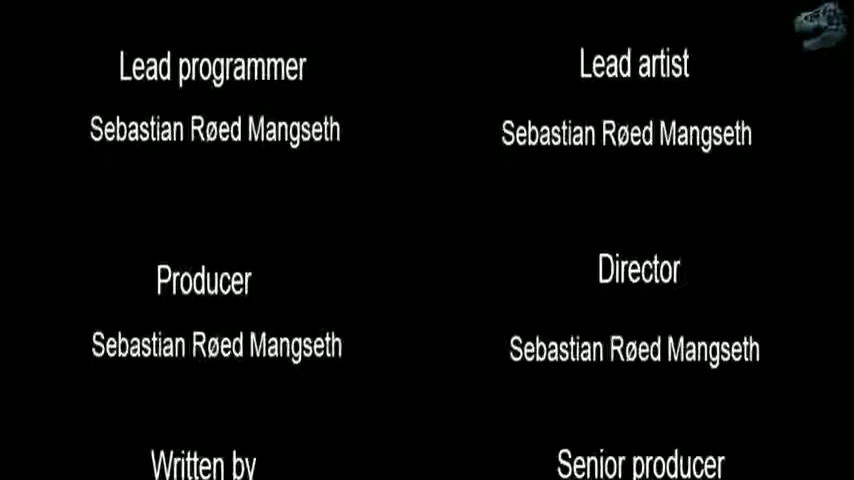 Lead programmer
Sebastian Røed Mangseth
Lead artist
Sebastian Røed Mangseth
Producer
Sebastian Røed Mangseth
Director
Sebastian Røed Mangseth
Written by
Senior producer